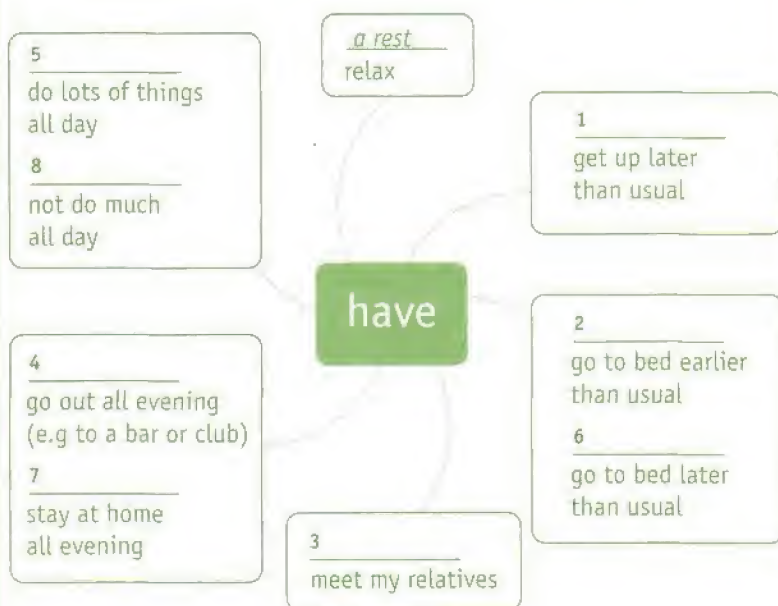 a rest
relax
5
do lots of things
all day
8
not do much
all day
1
get up later
than usual
have
2
go to bed earlier
than usual
6
go to bed later
than usual
4
go out all evening
(e.g to a bar or club)
7
stay at home
all evening
3
meet my relatives